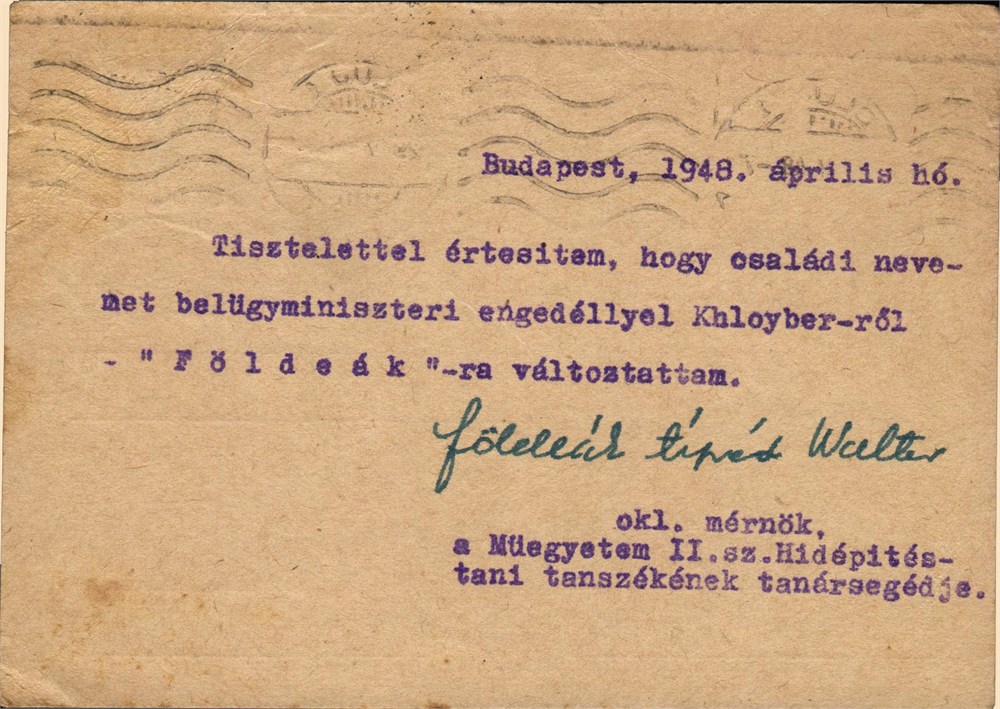 Budapest, 1948. április hó.
Tisztelettel értesitem, hogy családi neve-
met belügyminiszteri engedéllyel Khloyber-ről
- "F ö l d e á k"-ra változtattam.
Földeák Walter
okl. mérnök,
a Müegyetem II.sz.Hidépités-
tani tanszékének tanársegédje.